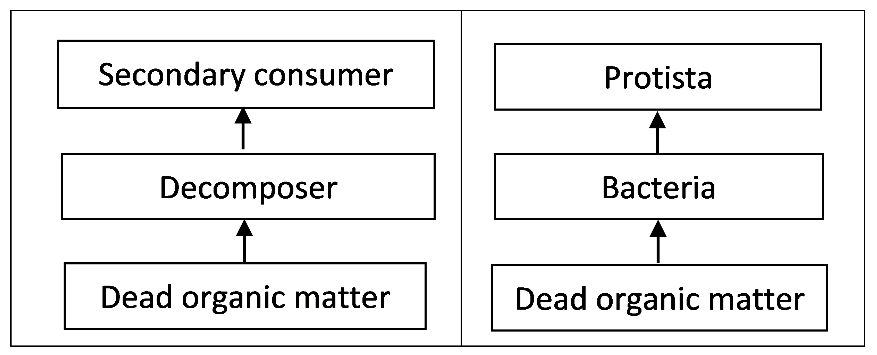 Secondary consumer
Decomposer
Dead organic matter
Protista
Bacteria
Dead organic matter